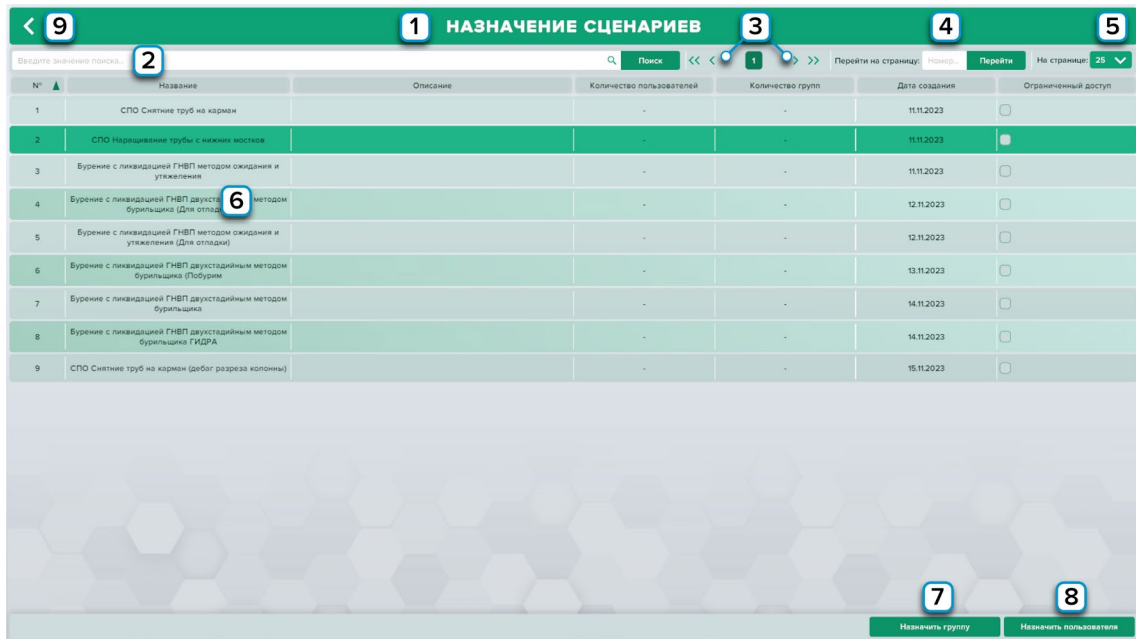 9
1
НАЗНАЧЕНИЕ СЦЕНАРИЕВ
3
4
5
Введите значение поиска...
2
Поиск
<< <
1
> >>
Перейти на страницу:
Номер...
Перейти
На странице:
25
N° Название Описание Количество пользователей Количество групп Дата создания Ограниченный доступ
1 СПО Снятние труб на карман - - 11.11.2023
2 СПО Наращивание трубы с нижних мостков - - 11.11.2023
Бурение с ликвидацией ГНВП методом ожидания и
3 утяжеления - - 11.11.2023
Бурение с ликвидацией ГНВП методом
6
4 бурильщика (Для - - 12.11.2023
Бурение с ликвидацией ГНВП методом ожидания и
5 утяжеления (Для отладки) - - 12.11.2023
Бурение с ликвидацией ГНВП двухстадийным методом
6 бурильщика (Побурим - - 13.11.2023
Бурение с ликвидацией ГНВП двухстадийным методом
7 бурильщика - - 14.11.2023
Бурение с ликвидацией ГНВП двухстадийным методом
8 бурильщика ГИДРА - - 14.11.2023
9 СПО Снятние труб на карман (дебаг разреза колонны) - - 15.11.2023
7
8
Назначить группу
Назначить пользователя